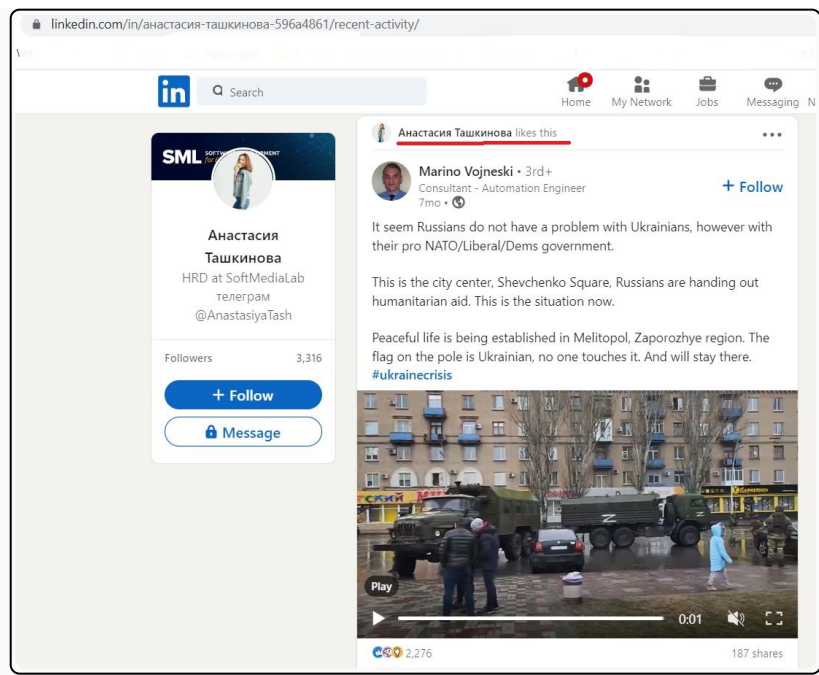 linkedin.com/in/анастасия-ташкинова-596a4861/recent-activity/
in
Search
Home
My Network
Jobs
Messaging
N
SML
SOFTW
OPMENT
for
Анастасия
Ташкинова
HRD at SoftMediaLab
телеграм
@AnastasiyaTash
Followers 3,316
+ Follow
Message
Анастасия Ташкинова likes this
Marino Vojneski • 3rd+
Consultant - Automation Engineer
7mo •
+ Follow
It seem Russians do not have a problem with Ukrainians, however with
their pro NATO/Liberal/Dems government.
This is the city center, Shevchenko Square, Russians are handing out
humanitarian aid. This is the situation now.
Peaceful life is being established in Melitopol, Zaporozhye region. The
flag on the pole is Ukrainian, no one touches it. And will stay there.
#ukrainecrisis
Z
Play
0:01
2,276
187 shares